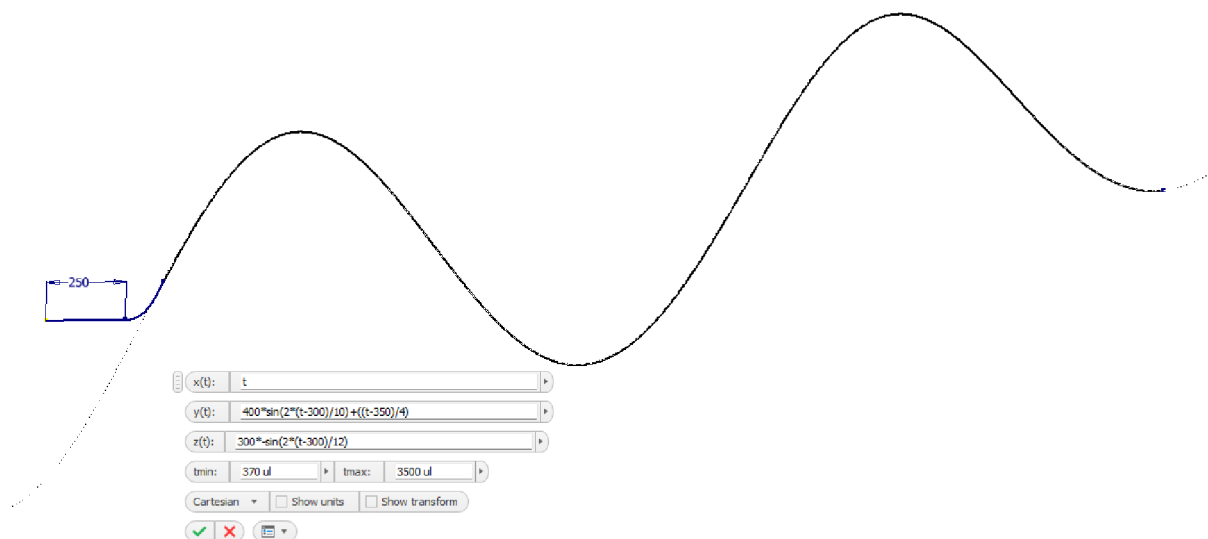 250
x(t): t
y(t): 400*sin(2*(t-300)/10)+((t-350)/4)
z(t): 300*-sin(2*(t-300)/12)
tmin: 370 ul tmax: 3500 ul
Cartesian Show units Show transform